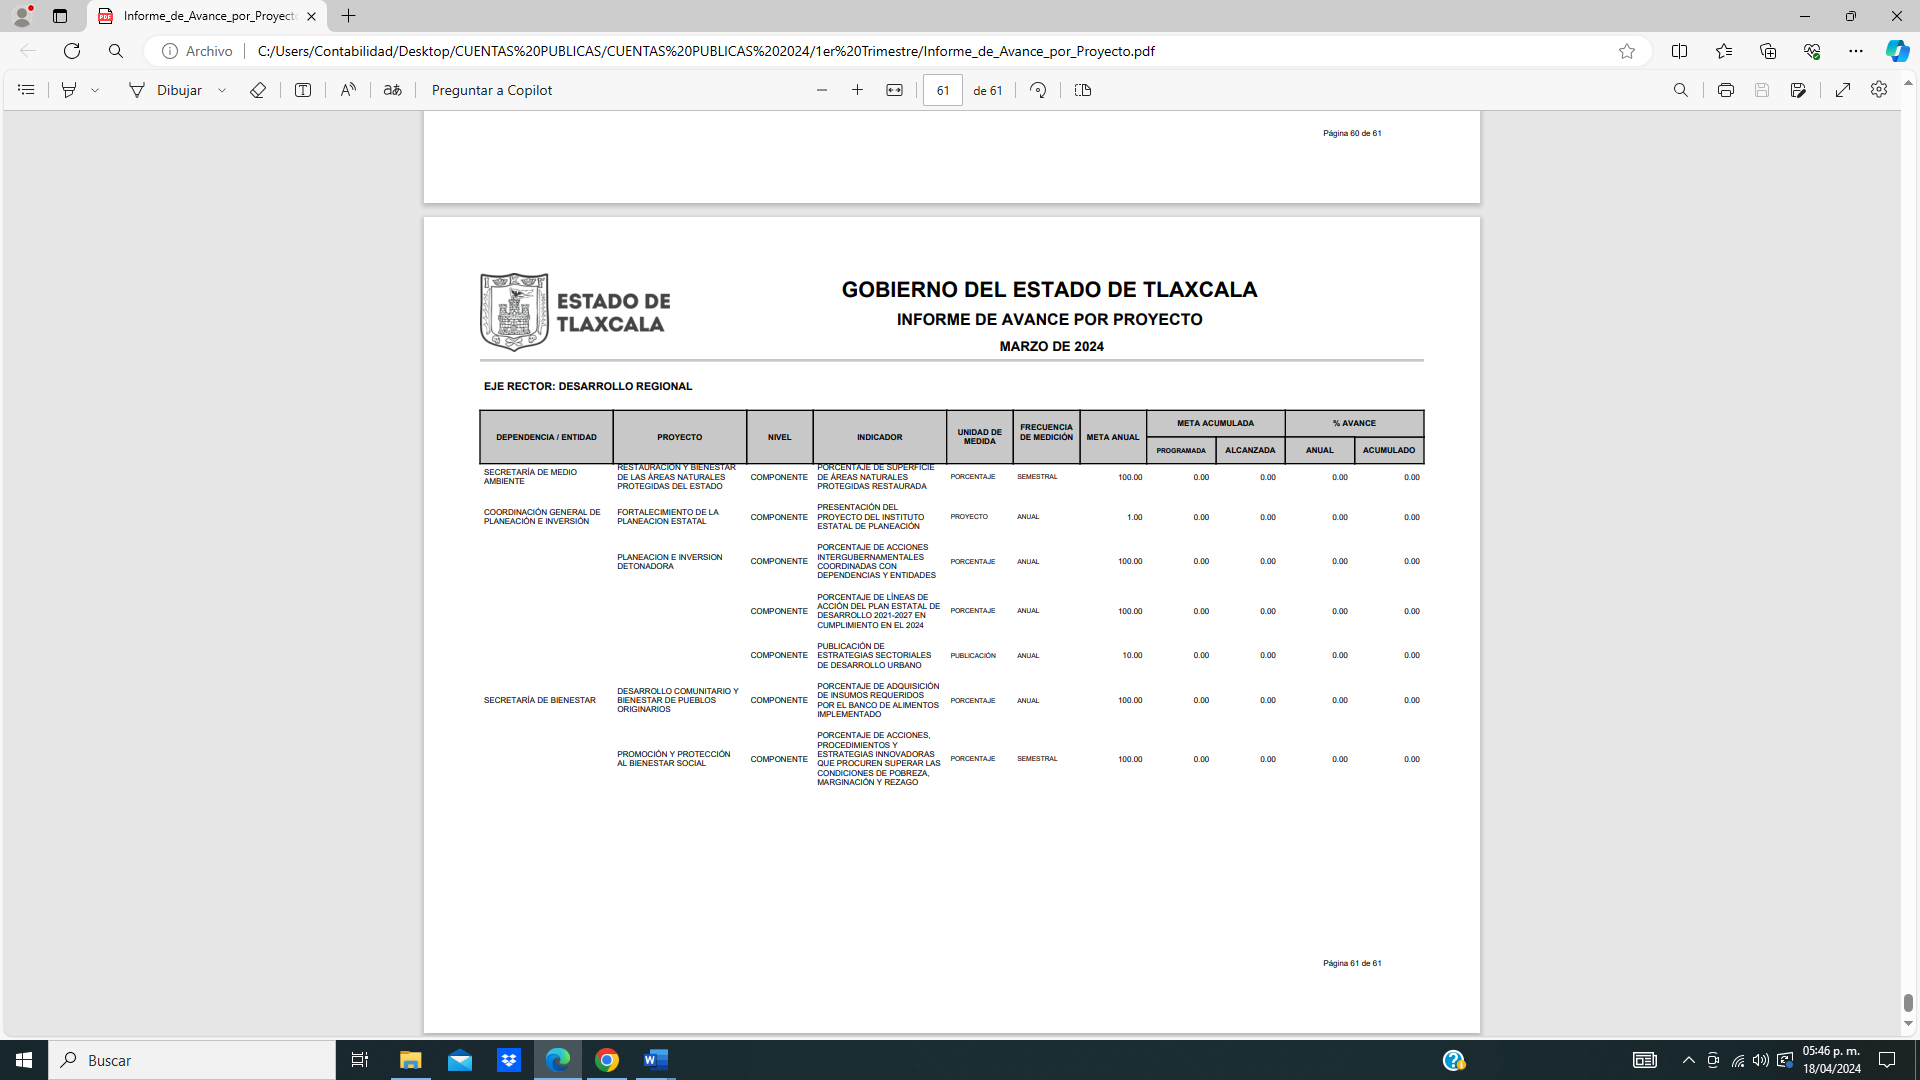 Informe_de_Avance_por_Proyecto
Archivo
C:/Users/Contabilidad/Desktop/CUENTAS%20PUBLICAS/CUENTAS%20PUBLICAS%202024/1er%20Trimestre/Informe_de_Avance_por_Proyecto.pdf
Dibujar
Preguntar a Copilot
61 de 61
Página 60 de 61
ESTADO DE
TLAXCALA
GOBIERNO DEL ESTADO DE TLAXCALA
INFORME DE AVANCE POR PROYECTO
MARZO DE 2024
EJE RECTOR: DESARROLLO REGIONAL
DEPENDENCIA / ENTIDAD
PROYECTO
NIVEL
INDICADOR
UNIDAD DE
MEDIDA
FRECUENCIA
DE MEDICIÓN
META ANUAL
META ACUMULADA
PROGRAMADA
ALCANZADA
% AVANCE
ANUAL
ACUMULADO
SECRETARÍA DE MEDIO
AMBIENTE
RESTAURACIÓN Y BIENESTAR
DE LAS ÁREAS NATURALES
PROTEGIDAS DEL ESTADO
COMPONENTE
PORCENTAJE DE SUPERFICIE
DE ÁREAS NATURALES
PROTEGIDAS RESTAURADA
PORCENTAJE
SEMESTRAL
100.00
0.00
0.00
0.00
0.00
COORDINACIÓN GENERAL DE
PLANEACIÓN E INVERSIÓN
FORTALECIMIENTO DE LA
PLANEACION ESTATAL
COMPONENTE
PRESENTACIÓN DEL
PROYECTO DEL INSTITUTO
ESTATAL DE PLANEACIÓN
PROYECTO
ANUAL
1.00
0.00
0.00
0.00
0.00
PLANEACION E INVERSION
DETONADORA
COMPONENTE
PORCENTAJE DE ACCIONES
INTERGUBERNAMENTALES
COORDINADAS CON
DEPENDENCIAS Y ENTIDADES
PORCENTAJE
ANUAL
100.00
0.00
0.00
0.00
0.00
COMPONENTE
PORCENTAJE DE LÍNEAS DE
ACCIÓN DEL PLAN ESTATAL DE
DESARROLLO 2021-2027 EN
CUMPLIMIENTO EN EL 2024
PORCENTAJE
ANUAL
100.00
0.00
0.00
0.00
0.00
COMPONENTE
PUBLICACIÓN DE
ESTRATEGIAS SECTORIALES
DE DESARROLLO URBANO
PUBLICACIÓN
ANUAL
10.00
0.00
0.00
0.00
0.00
SECRETARÍA DE BIENESTAR
DESARROLLO COMUNITARIO Y
BIENESTAR DE PUEBLOS
ORIGINARIOS
COMPONENTE
PORCENTAJE DE ADQUISICIÓN
DE INSUMOS REQUERIDOS
POR EL BANCO DE ALIMENTOS
IMPLEMENTADO
PORCENTAJE
ANUAL
100.00
0.00
0.00
0.00
0.00
PROMOCIÓN Y PROTECCIÓN
AL BIENESTAR SOCIAL
COMPONENTE
PORCENTAJE DE ACCIONES,
PROCEDIMIENTOS Y
ESTRATEGIAS INNOVADORAS
QUE PROCUREN SUPERAR LAS
CONDICIONES DE POBREZA,
MARGINACIÓN Y REZAGO
PORCENTAJE
SEMESTRAL
100.00
0.00
0.00
0.00
0.00
Página 61 de 61
Buscar
05:46 p. m.
18/04/2024